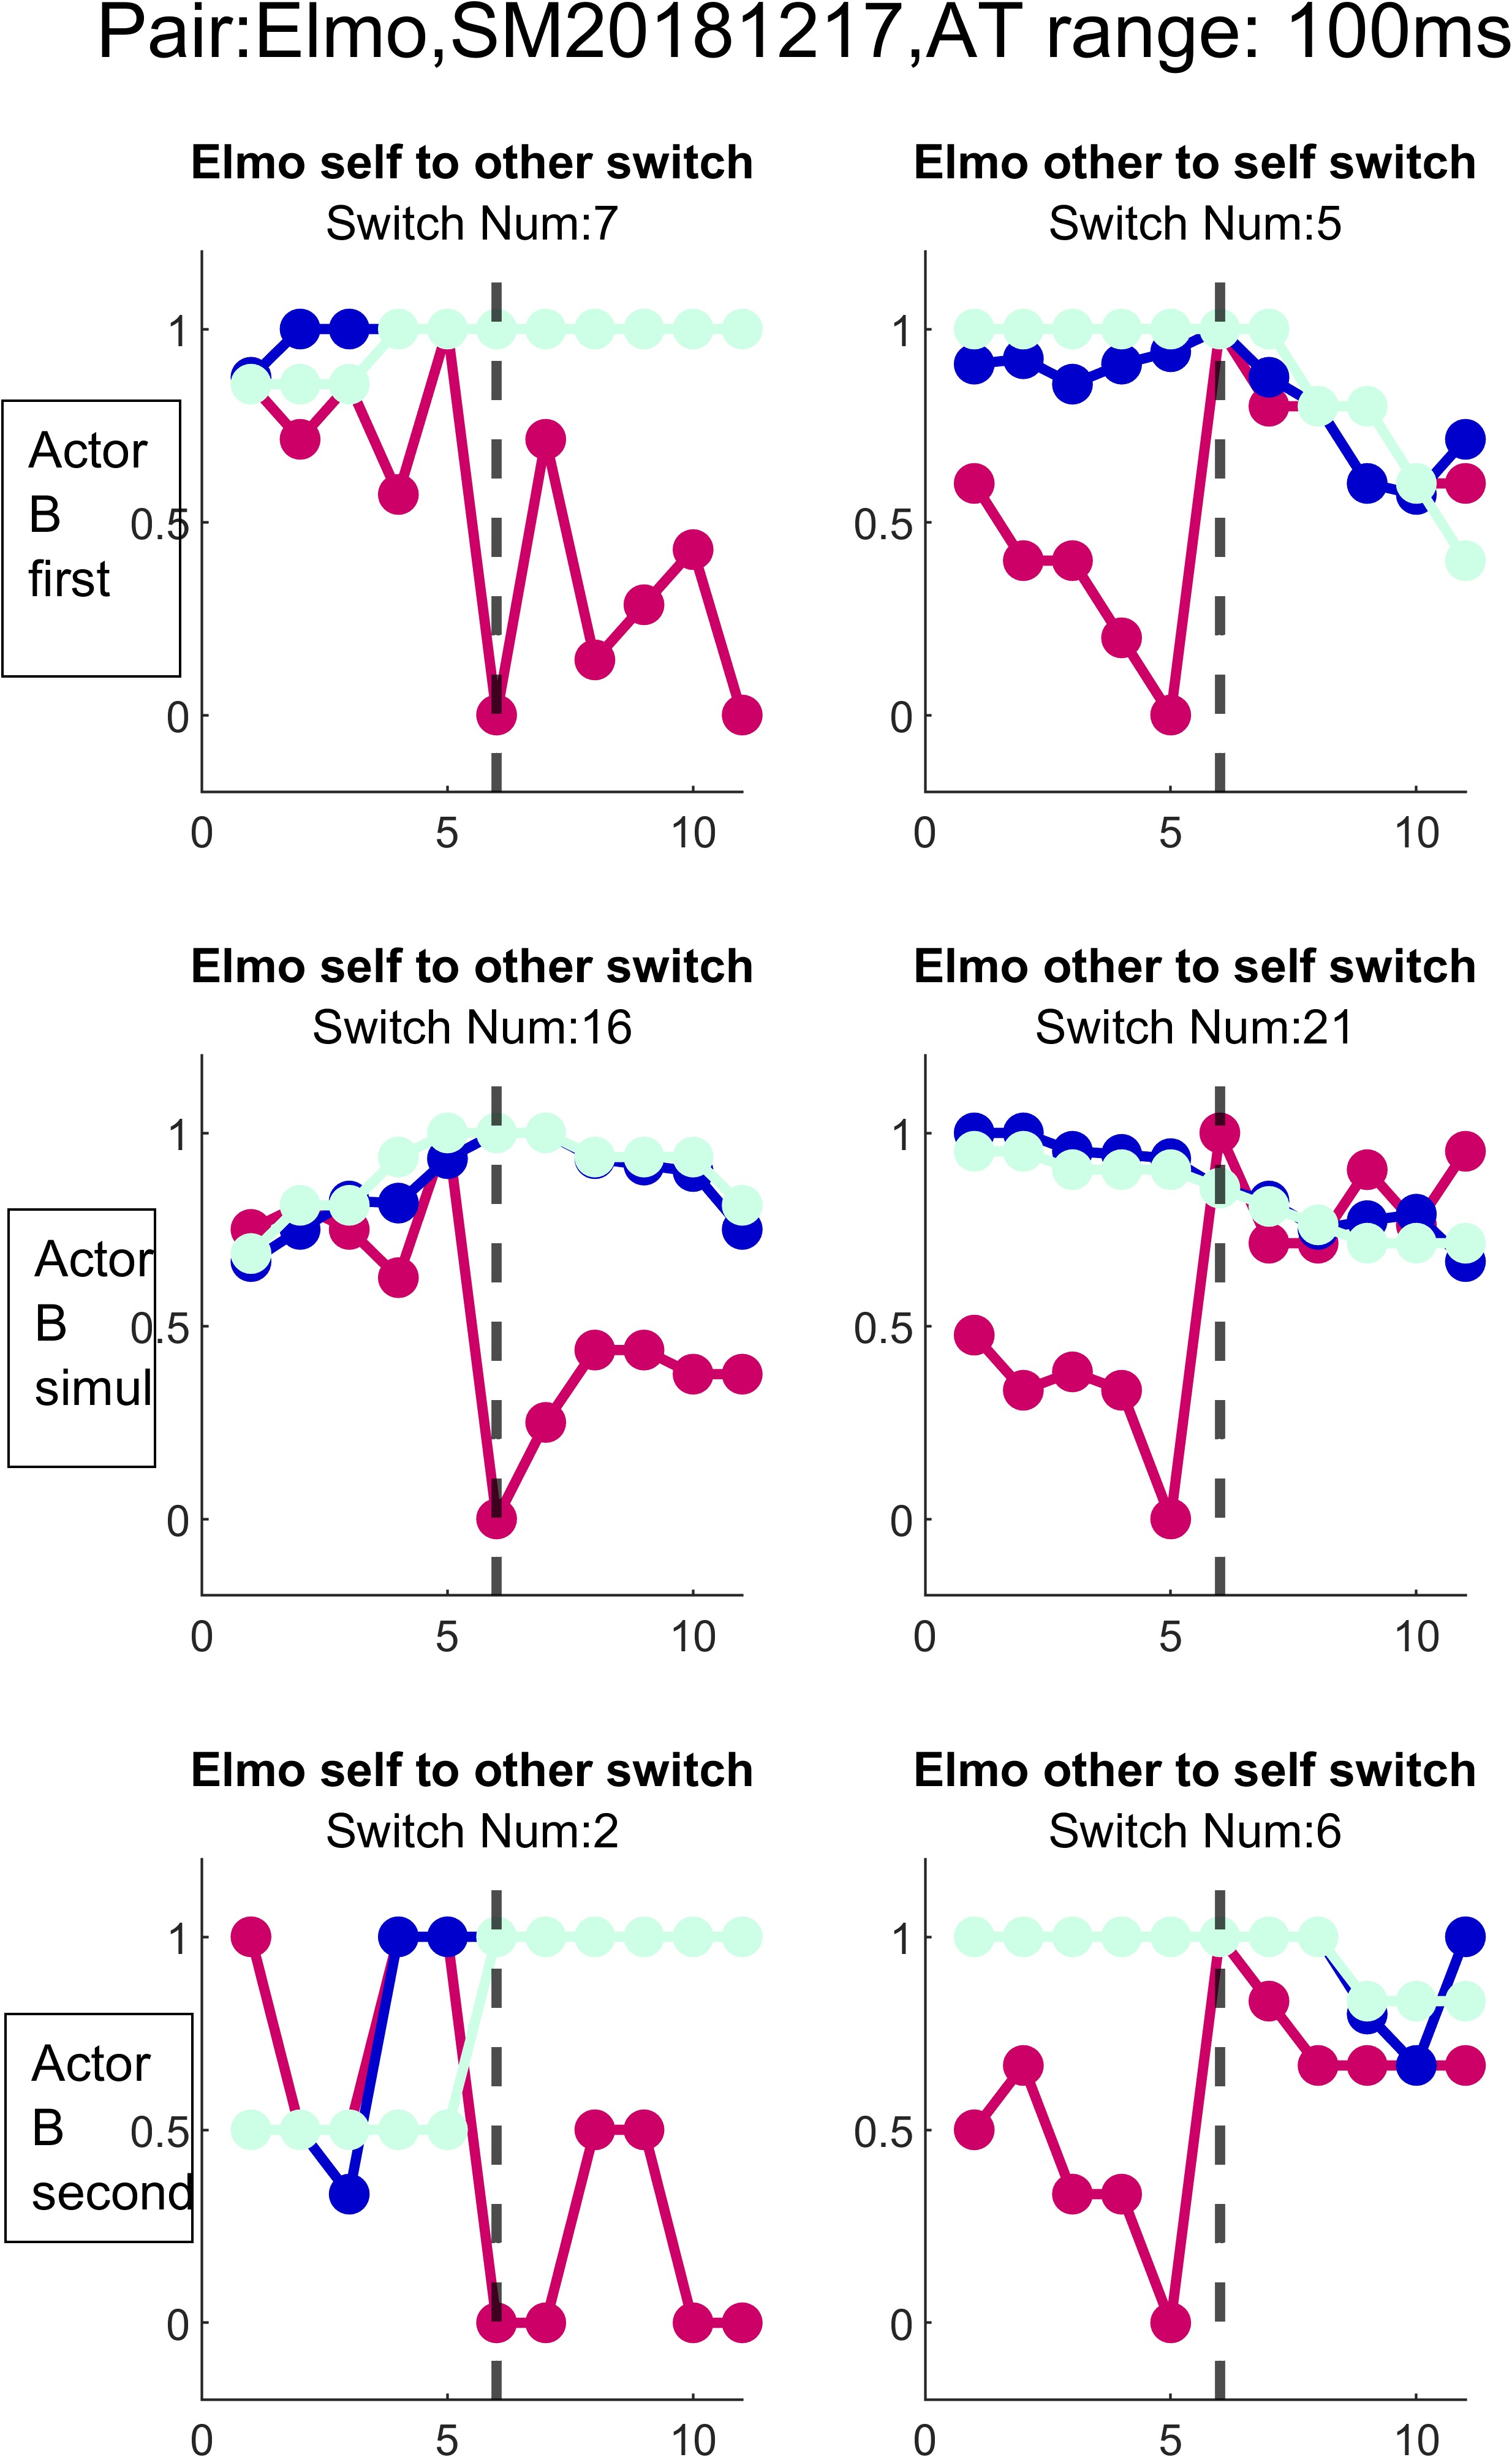 Pair:Elmo,SM20181217,AT range: 100ms
Elmo self to other switch
Switch Num:7
Elmo other to self switch
Switch Num:5
Actor
B
first
1
0.5
0
0
5
10
1
0.5
0
0
5
10
Elmo self to other switch
Switch Num:16
Elmo other to self switch
Switch Num:21
Actor
B
simul
1
0.5
0
0
5
10
1
0.5
0
0
5
10
Elmo self to other switch
Switch Num:2
Elmo other to self switch
Switch Num:6
Actor
B
second
1
0.5
0
0
5
10
1
0.5
0
0
5
10